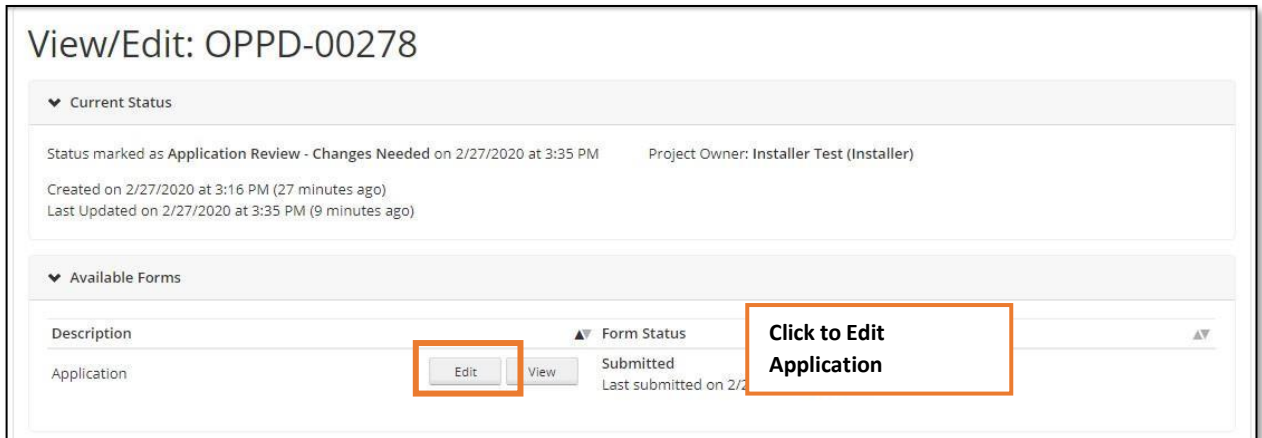 View/Edit: OPPD-00278
Current Status
Status marked as Application Review - Changes Needed on 2/27/2020 at 3:35 PM Project Owner: Installer Test (Installer)
Created on 2/27/2020 at 3:16 PM (27 minutes ago)
Last Updated on 2/27/2020 at 3:35 PM (9 minutes ago)
Available Forms
Description Form Status
Application Edit View Submitted
Last submitted on
Click to Edit
Application